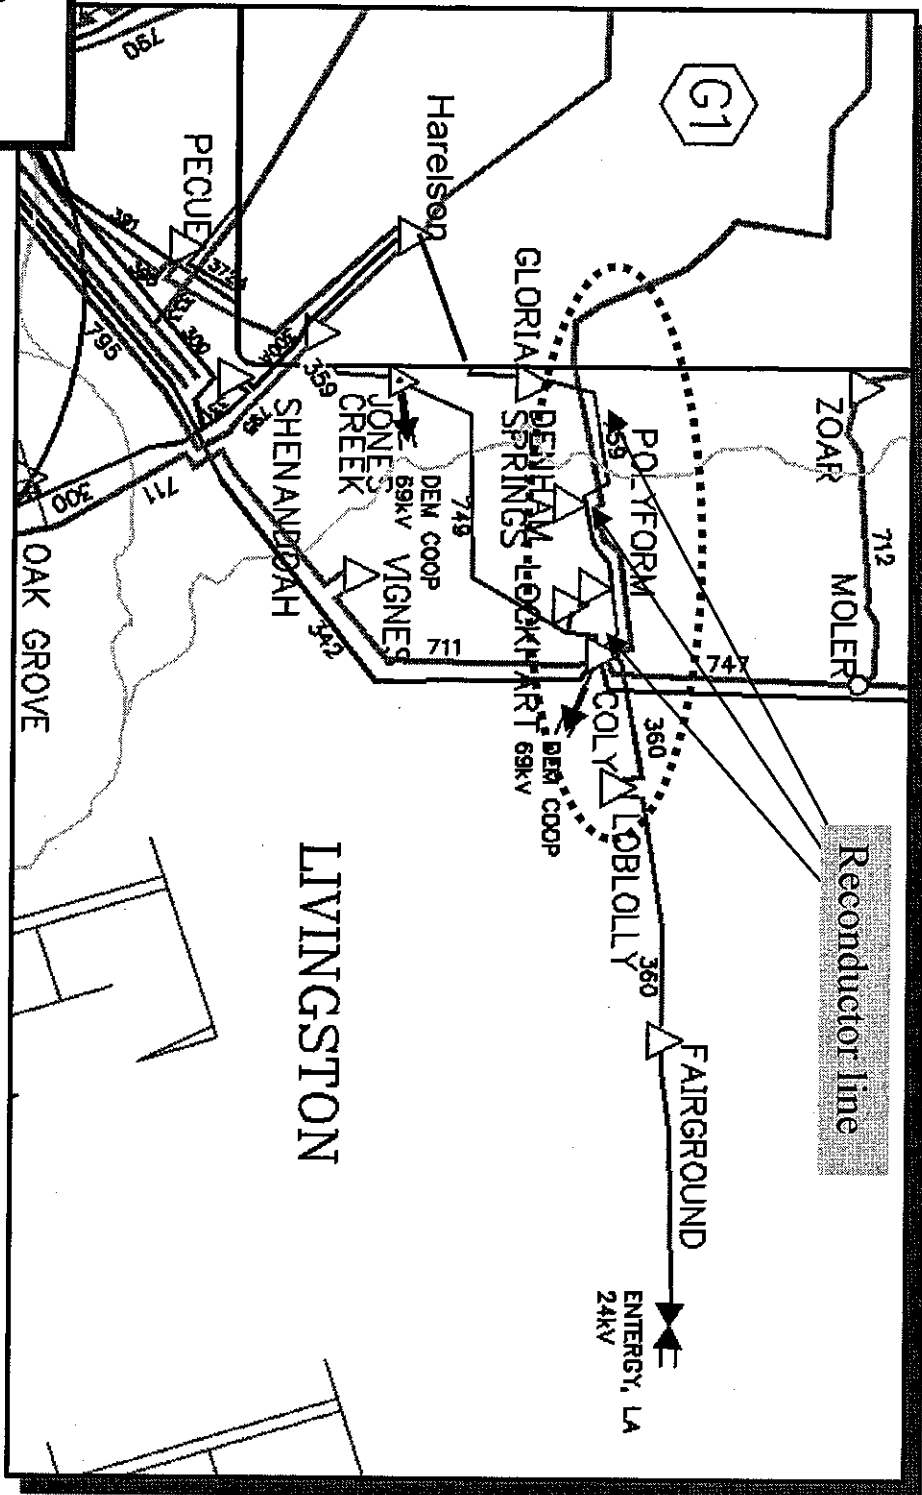 G1
Reconductor line
ZOAR
712
MOLER
POLYFORM
747
GLORIA
DENHAM
SPRINGS
LOCKHART
COLY
360
LOBLOLLY
360
FAIRGROUND
ENTERGY, LA
24kV
DEM COOP
69kV
Harelson
359
JONES
CREEK
DEM COOP
69kV
749
VIGNES
711
342
SHENANDOAH
PECUE
790
300
795
711
300
OAK GROVE
LIVINGSTON